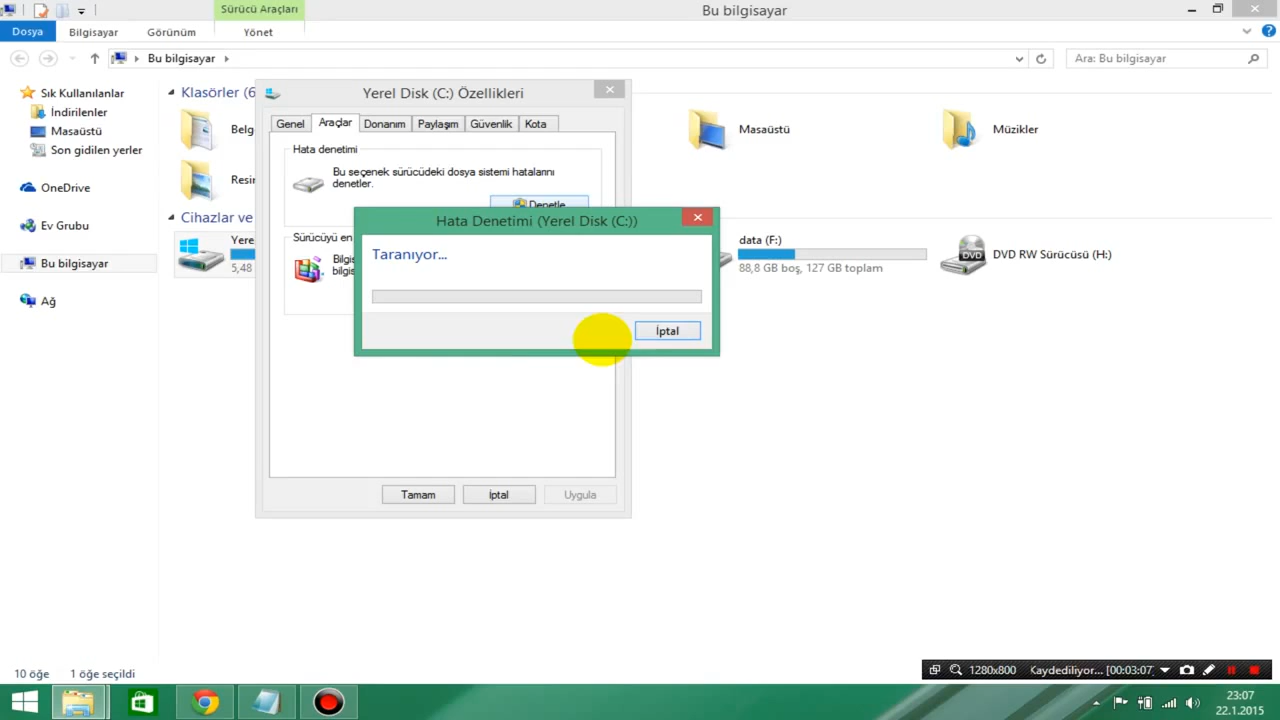 Sürücü Araçları
Bu bilgisayar
Dosya
Bilgisayar
Görünüm
Yönet
Bu bilgisayar
Ara: Bu bilgisayar
Sık Kullanılanlar
İndirilenler
Masaüstü
Son gidilen yerler
OneDrive
Ev Grubu
Bu bilgisayar
Ağ
Klasörler (6
Belg
Masaüstü
Müzikler
Resi
Cihazlar ve
Yere
5,48
data (F:)
88,8 GB boş, 127 GB toplam
DVD RW Sürücüsü (H:)
DVD
Yerel Disk (C:) Özellikleri
Genel
Araçlar
Donanım
Paylaşım
Güvenlik
Kota
Hata denetimi
Bu seçenek sürücüdeki dosya sistemi hatalarını
denetler.
Denetle
Sürücüyü en
Bilgis
bilgis
Hata Denetimi (Yerel Disk (C:))
Taranıyor...
İptal
Tamam
İptal
Uygula
10 öğe
1 öğe seçildi
1280x800
Kaydediliyor... [00:03:07]
23:07
22.1.2015